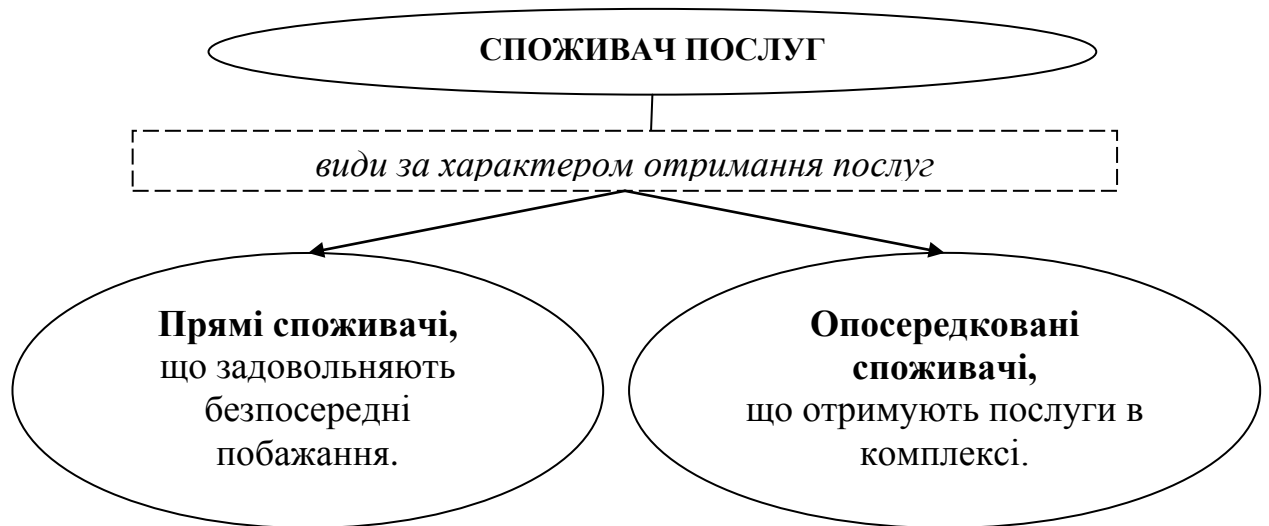 СПОЖИВАЧ ПОСЛУГ
види за характером отримання послуг
Прямі споживачі,
що задовольняють
безпосередні
побажання.
Опосередковані
споживачі,
що отримують послуги в
комплексі.